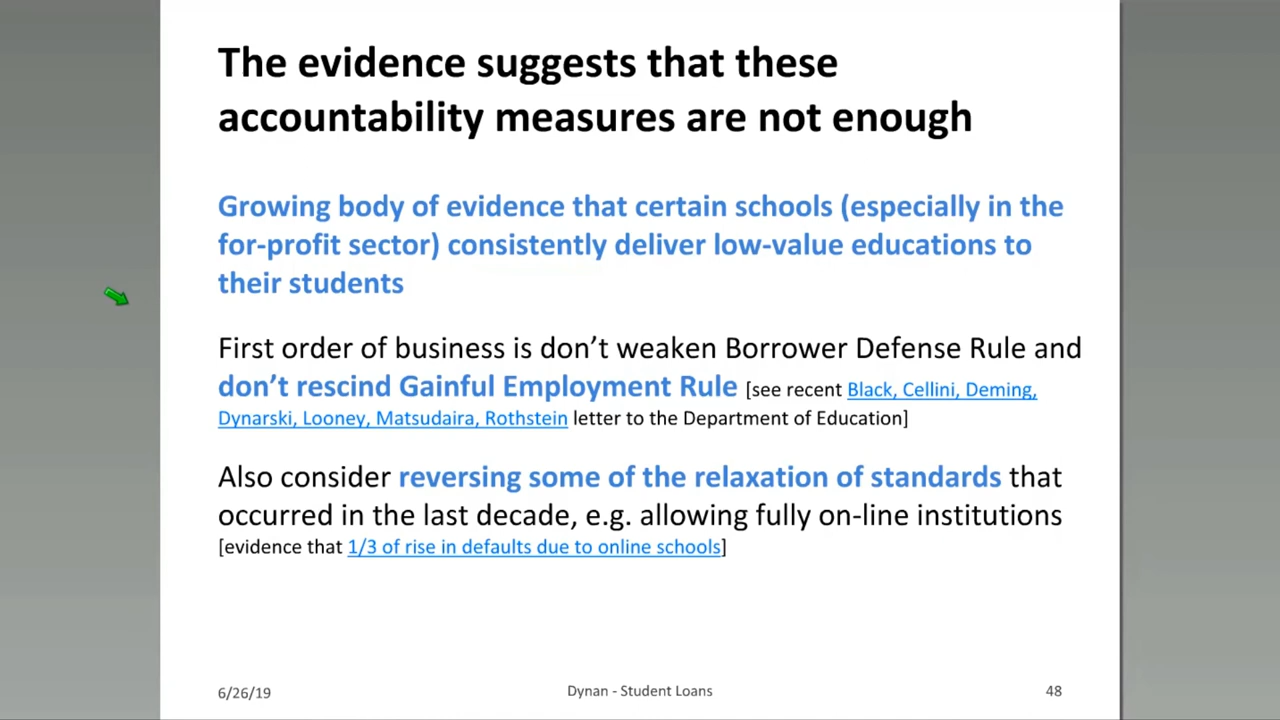 The evidence suggests that these
accountability measures are not enough
Growing body of evidence that certain schools (especially in the
for-profit sector) consistently deliver low-value educations to
their students
First order of business is don’t weaken Borrower Defense Rule and
don’t rescind Gainful Employment Rule [see recent Black, Cellini, Deming,
Dynarski, Looney, Matsudaira, Rothstein letter to the Department of Education]
Also consider reversing some of the relaxation of standards that
occurred in the last decade, e.g. allowing fully on-line institutions
[evidence that 1/3 of rise in defaults due to online schools]
6/26/19 Dynan - Student Loans 48